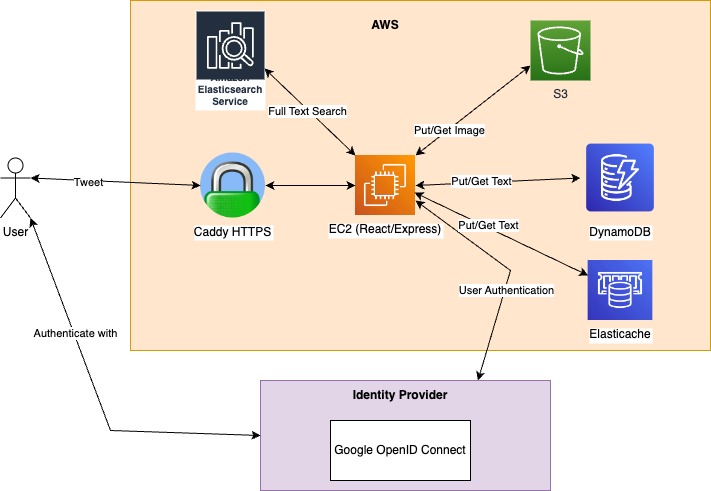 AWS
Amazon
Elasticsearch
Service
S3
Full Text Search
Put/Get Image
Tweet
Put/Get Text
User
Caddy HTTPS
EC2 (React/Express)
Put/Get Text
DynamoDB
User Authentication
Elasticache
Authenticate with
Identity Provider
Google OpenID Connect